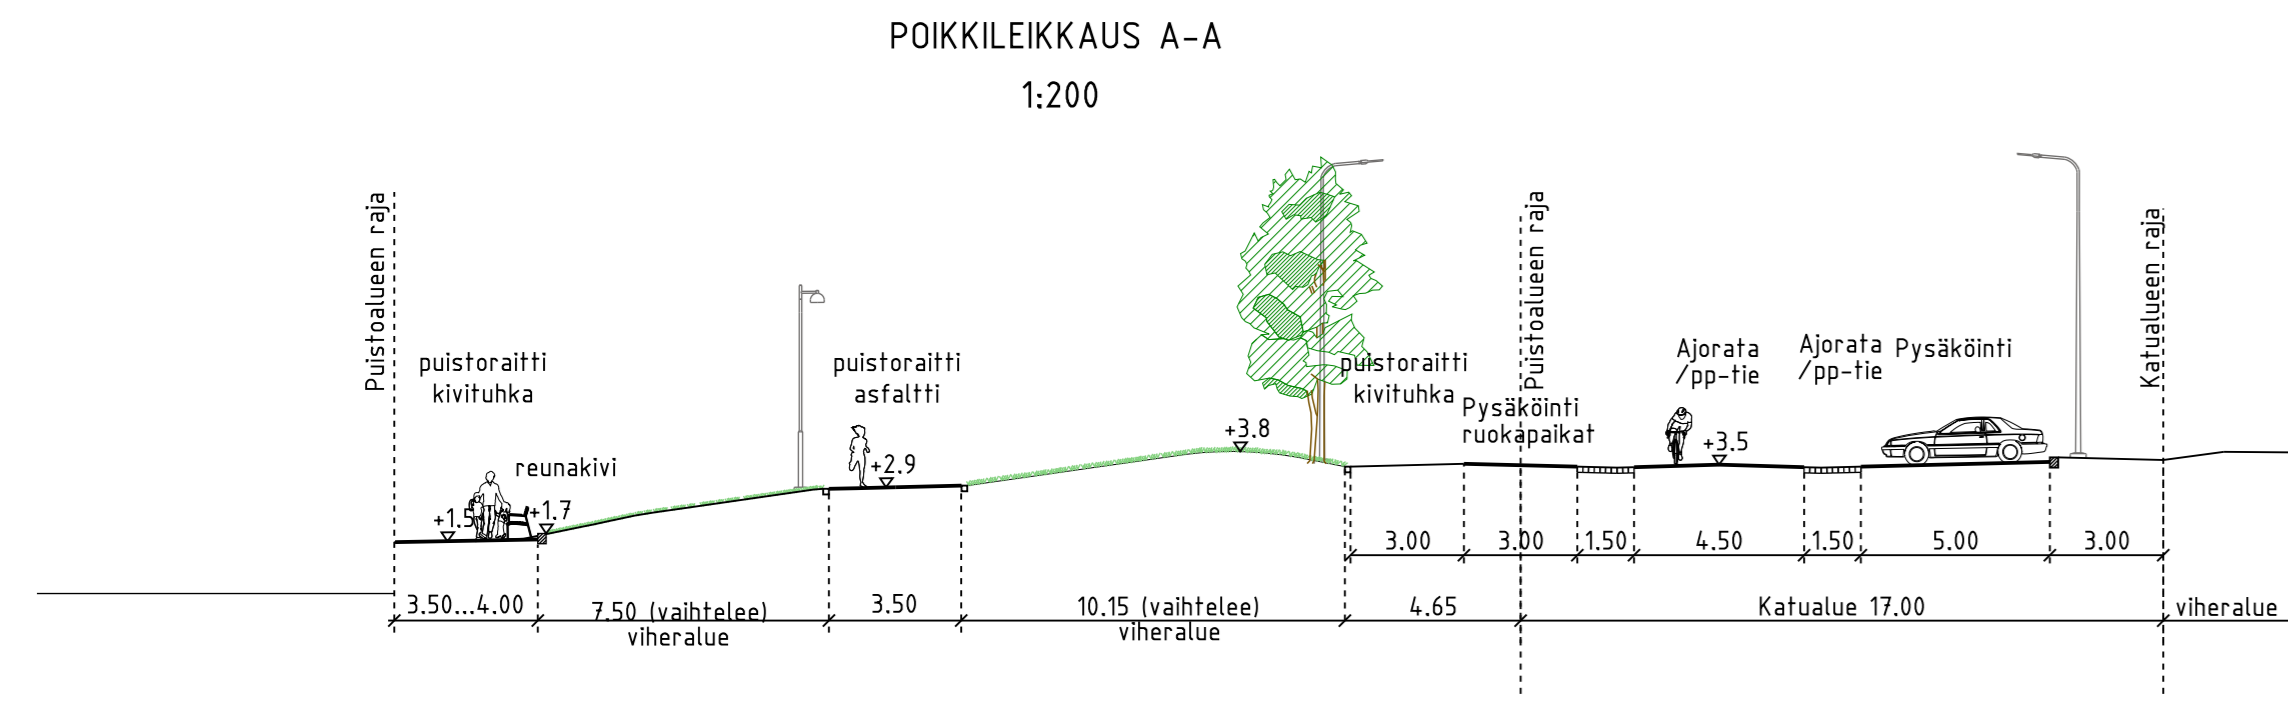 POIKKILEIKKAUS A-A
1:200
Puistoalueen raja
Puistoalueen raja
Katualueen raja
puistoraitti
kivituhka
puistoraitti
asfaltti
puistoraitti
kivituhka
Pysäköinti
ruokapaikat
Ajorata
/pp-tie
Ajorata
/pp-tie
Pysäköinti
reunakivi
+1.5
+1.7
+2.9
+3.8
+3.5
3.00
3.00
1.50
4.50
1.50
5.00
3.00
3.50...4.00
7.50 (vaihtelee)
viheralue
3.50
10.15 (vaihtelee)
viheralue
4.65
Katualue 17.00
viheralue